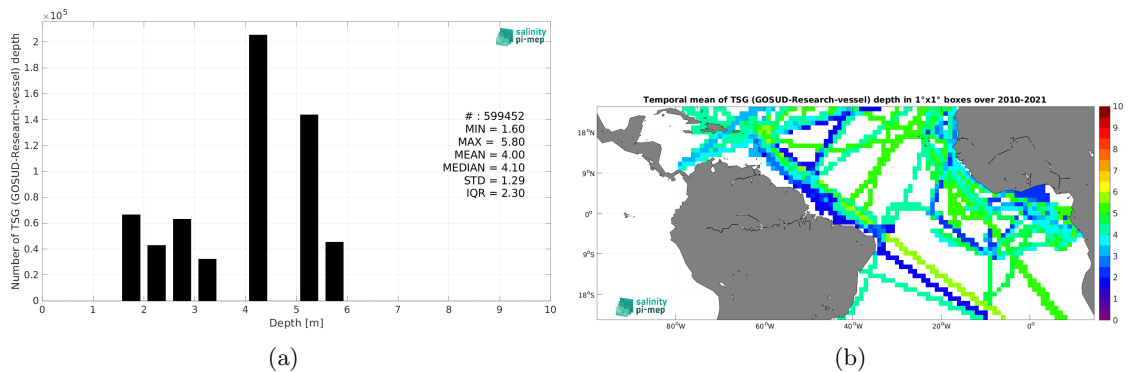 ×10⁵
2
1.8
1.6
1.4
1.2
1
0.8
0.6
0.4
0.2
0
Number of TSG (GOSUD-Research-vessel) depth
salinity
pi-mep
# : 599452
MIN = 1.60
MAX = 5.80
MEAN = 4.00
MEDIAN = 4.10
STD = 1.29
IQR = 2.30
0 1 2 3 4 5 6 7 8 9 10
Depth [m]
(a)
Temporal mean of TSG (GOSUD-Research-vessel) depth in 1°x1° boxes over 2010-2021
18°N
9°N
0°
9°S
18°S
80°W 60°W 40°W 20°W 0°
salinity
pi-mep
10
9
8
7
6
5
4
3
2
1
0
(b)